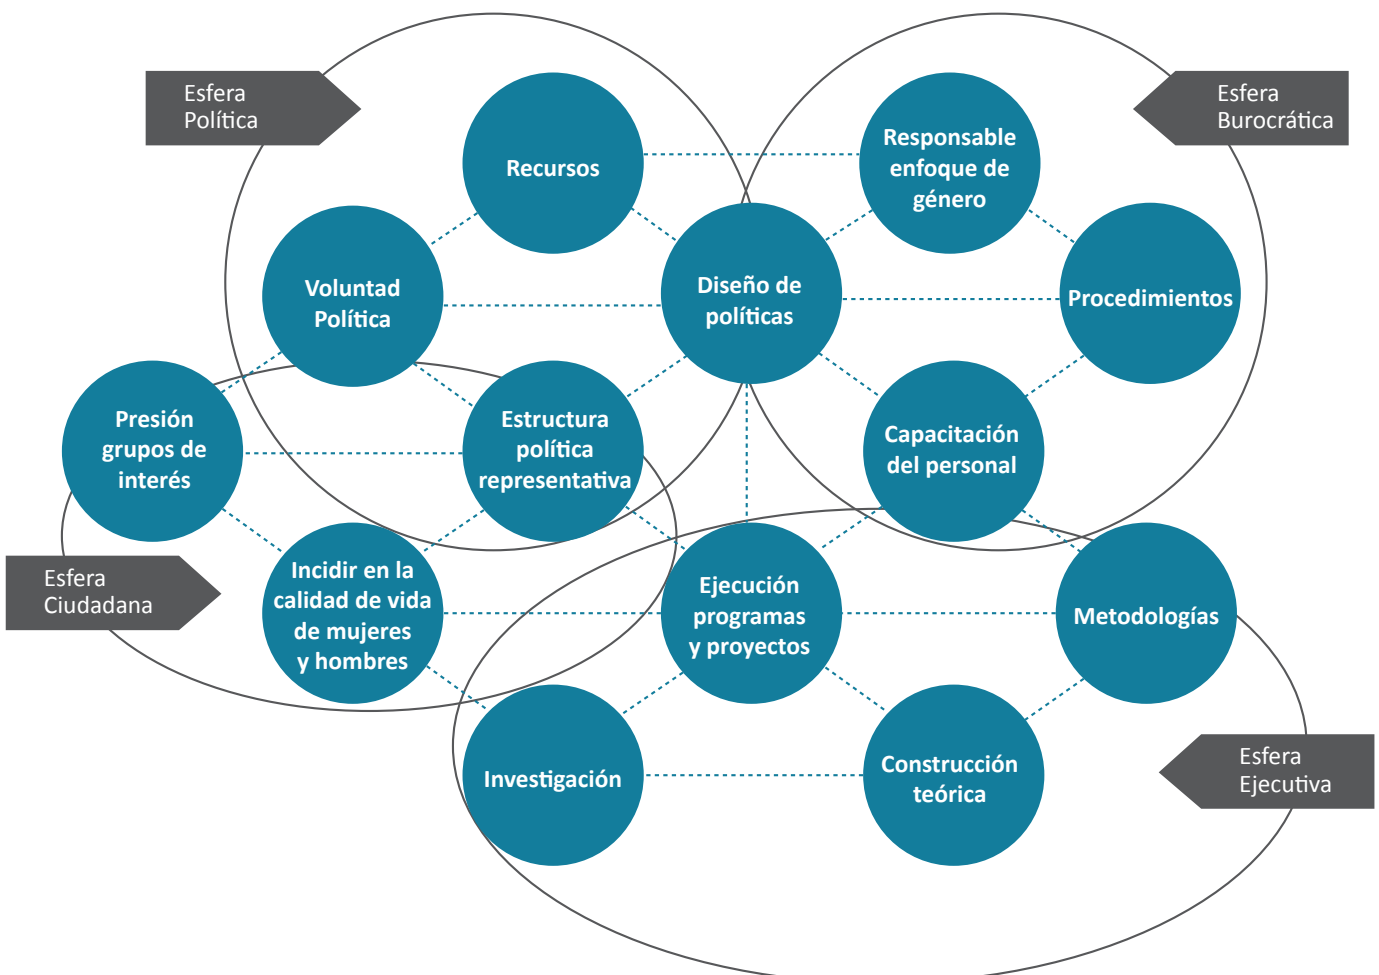 Esfera
Política
Esfera
Burocrática
Recursos
Responsable
enfoque de
género
Voluntad
Política
Diseño de
políticas
Procedimientos
Presión
grupos de
interés
Estructura
política
representativa
Capacitación
del personal
Esfera
Ciudadana
Incidir en la
calidad de vida
de mujeres
y hombres
Ejecución
programas
y proyectos
Metodologías
Investigación
Construcción
teórica
Esfera
Ejecutiva